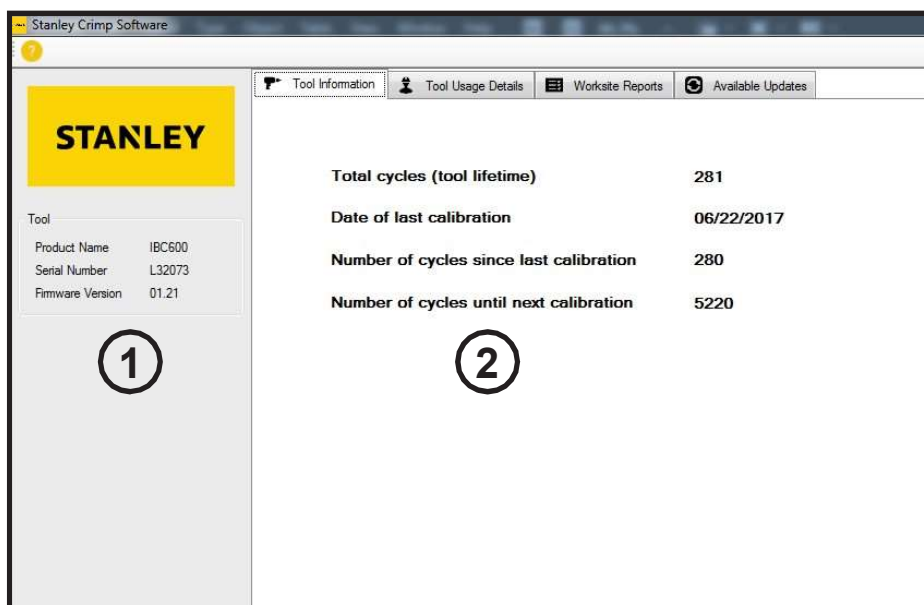 Stanley Crimp Software
?
Tool Information Tool Usage Details Worksite Reports Available Updates
STANLEY
Tool
Product Name IBC600
Serial Number L32073
Firmware Version 01.21
1
Total cycles (tool lifetime) 281
Date of last calibration 06/22/2017
Number of cycles since last calibration 280
Number of cycles until next calibration 5220
2